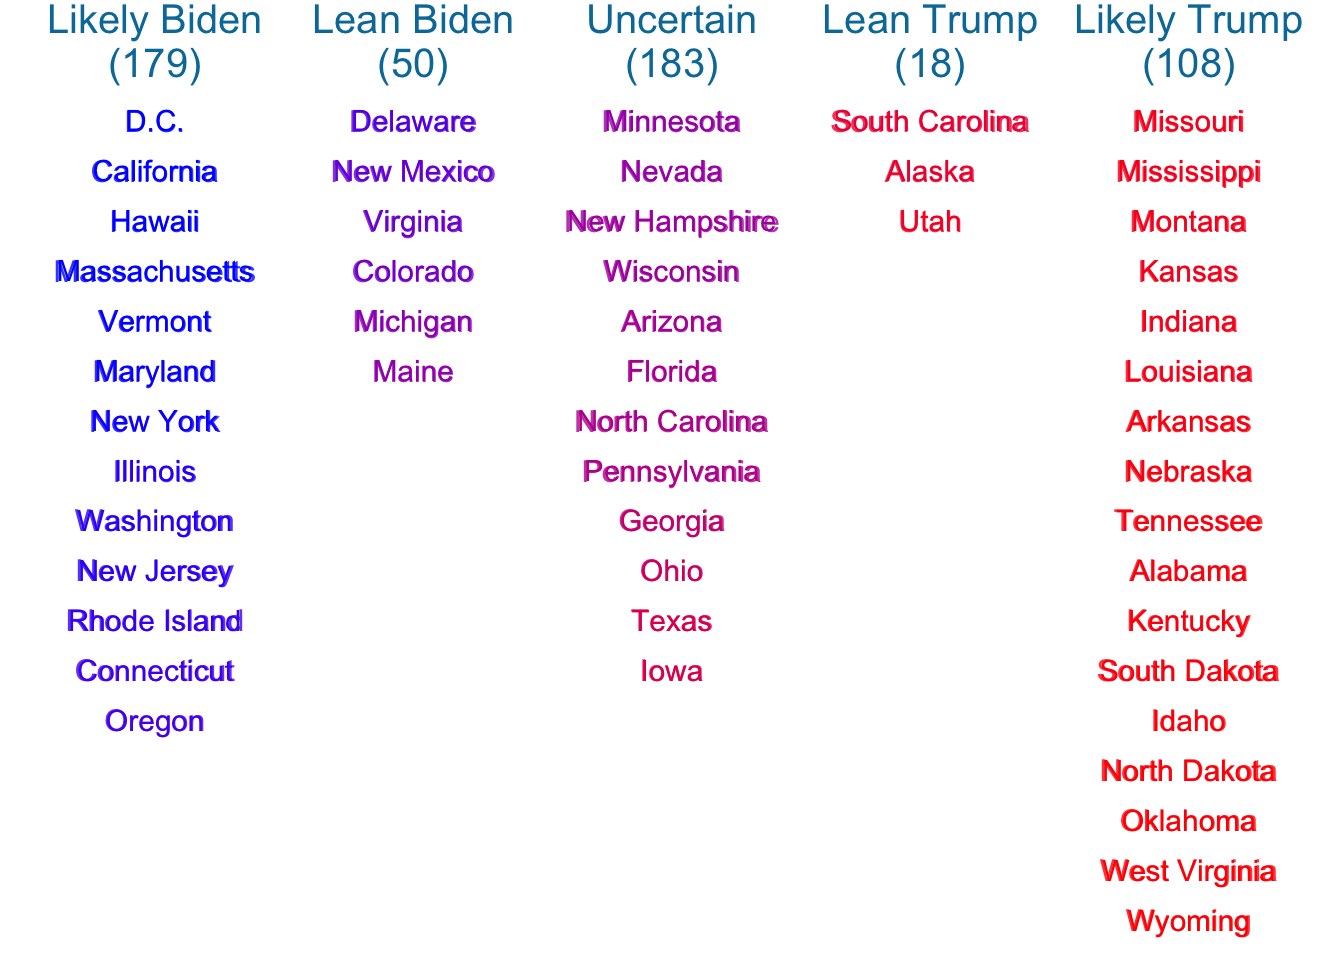 Likely Biden
(179)
D.C.
California
Hawaii
Massachusetts
Vermont
Maryland
New York
Illinois
Washington
New Jersey
Rhode Island
Connecticut
Oregon
Lean Biden
(50)
Delaware
New Mexico
Virginia
Colorado
Michigan
Maine
Uncertain
(183)
Minnesota
Nevada
New Hampshire
Wisconsin
Arizona
Florida
North Carolina
Pennsylvania
Georgia
Ohio
Texas
Iowa
Lean Trump
(18)
South Carolina
Alaska
Utah
Likely Trump
(108)
Missouri
Mississippi
Montana
Kansas
Indiana
Louisiana
Arkansas
Nebraska
Tennessee
Alabama
Kentucky
South Dakota
Idaho
North Dakota
Oklahoma
West Virginia
Wyoming